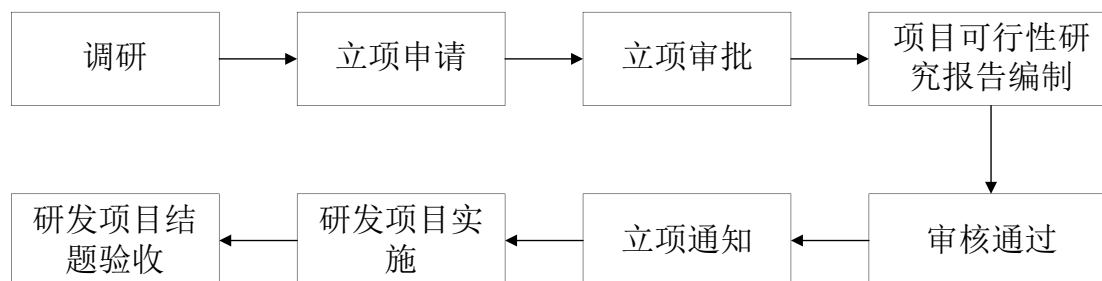 调研
立项申请
立项审批
项目可行性研
究报告编制
审核通过
立项通知
研发项目实
施
研发项目结
题验收